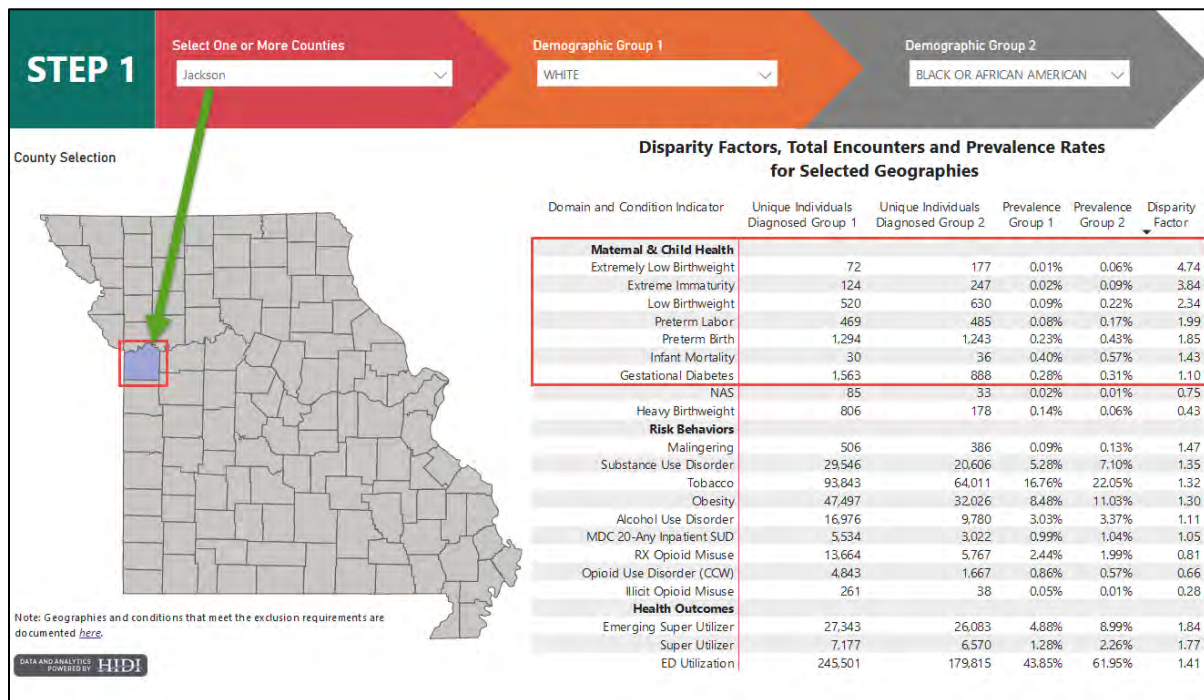 STEP 1
Select One or More Counties
Jackson
Demographic Group 1
WHITE
Demographic Group 2
BLACK OR AFRICAN AMERICAN
County Selection
Note: Geographies and conditions that meet the exclusion requirements are
documented here.
DATA AND ANALYTICS
POWERED BY HIDI
Disparity Factors, Total Encounters and Prevalence Rates
for Selected Geographies
Domain and Condition Indicator Unique Individuals Unique Individuals Prevalence Prevalence Disparity
Diagnosed Group 1 Diagnosed Group 2 Group 1 Group 2 Factor
Maternal & Child Health
Extremely Low Birthweight 72 177 0.01% 0.06% 4.74
Extreme Immaturity 124 247 0.02% 0.09% 3.84
Low Birthweight 520 630 0.09% 0.22% 2.34
Preterm Labor 469 485 0.08% 0.17% 1.99
Preterm Birth 1,294 1,243 0.23% 0.43% 1.85
Infant Mortality 30 36 0.40% 0.57% 1.43
Gestational Diabetes 1,563 888 0.28% 0.31% 1.10
NAS 85 33 0.02% 0.01% 0.75
Heavy Birthweight 806 178 0.14% 0.06% 0.43
Risk Behaviors
Malingering 506 386 0.09% 0.13% 1.47
Substance Use Disorder 29,546 20,606 5.28% 7.10% 1.35
Tobacco 93,843 64,011 16.76% 22.05% 1.32
Obesity 47,497 32,026 8.48% 11.03% 1.30
Alcohol Use Disorder 16,976 9,780 3.03% 3.37% 1.11
MDC 20-Any Inpatient SUD 5,534 3,022 0.99% 1.04% 1.05
RX Opioid Misuse 13,664 5,767 2.44% 1.99% 0.81
Opioid Use Disorder (CCW) 4,843 1,667 0.86% 0.57% 0.66
Illicit Opioid Misuse 261 38 0.05% 0.01% 0.28
Health Outcomes
Emerging Super Utilizer 27,343 26,083 4.88% 8.99% 1.84
Super Utilizer 7,177 6,570 1.28% 2.26% 1.77
ED Utilization 245,501 179,815 43.85% 61.95% 1.41